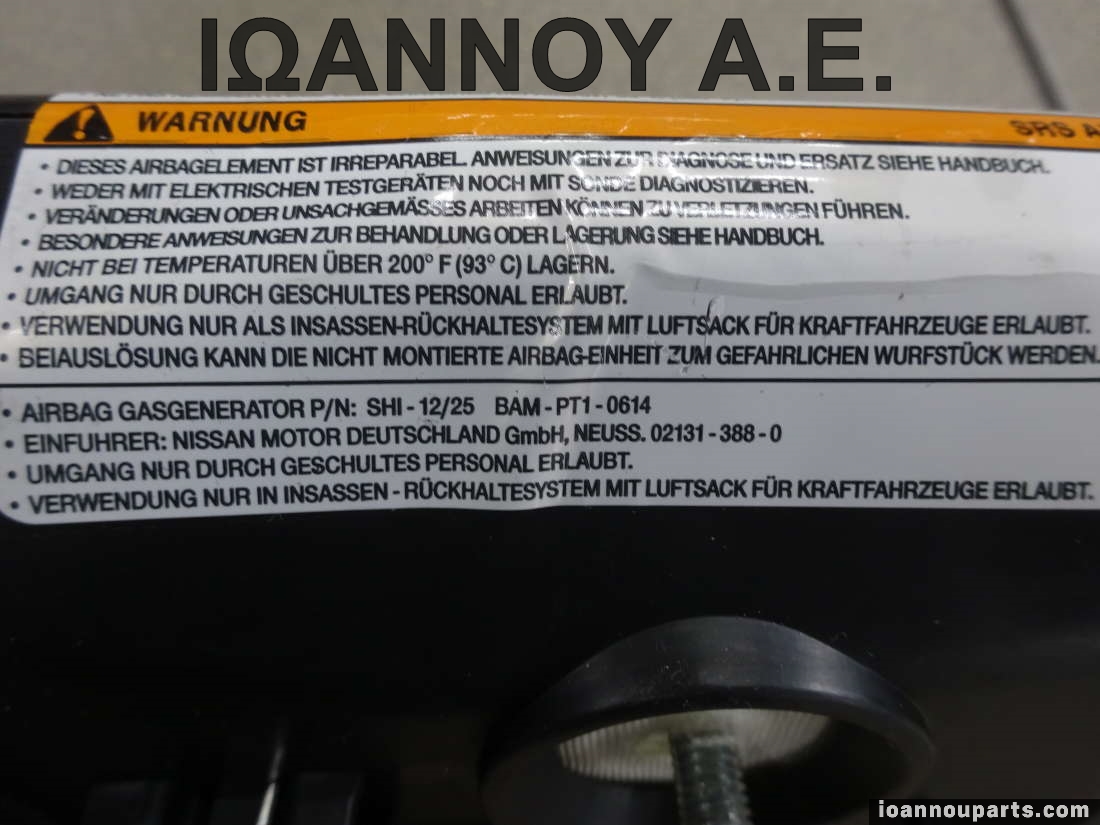 ΙΩΑΝΝΟΥ Α.Ε.
WARNUNG SRS A
• DIESES AIRBAGELEMENT IST IRREPARABEL. ANWEISUNGEN ZUR DIAGNOSE UND ERSATZ SIEHE HANDBUCH.
• WEDER MIT ELEKTRISCHEN TESTGERÄTEN NOCH MIT SONDE DIAGNOSTIZIEREN.
• VERÄNDERUNGEN ODER UNSACHGEMÄSSES ARBEITEN KÖNNEN ZU VERLETZUNGEN FÜHREN.
• BESONDERE ANWEISUNGEN ZUR BEHANDLUNG ODER LAGERUNG SIEHE HANDBUCH.
• NICHT BEI TEMPERATUREN ÜBER 200° F (93° C) LAGERN.
• UMGANG NUR DURCH GESCHULTES PERSONAL ERLAUBT.
• VERWENDUNG NUR ALS INSASSEN-RÜCKHALTESYSTEM MIT LUFTSACK FÜR KRAFTFAHRZEUGE ERLAUBT.
• BEIAUSLÖSUNG KANN DIE NICHT MONTIERTE AIRBAG-EINHEIT ZUM GEFAHRLICHEN WURFSTÜCK WERDEN.
• AIRBAG GASGENERATOR P/N: SHI - 12/25 BAM - PT1 - 0614
• EINFUHRER: NISSAN MOTOR DEUTSCHLAND GmbH, NEUSS. 02131 - 388 - 0
• UMGANG NUR DURCH GESCHULTES PERSONAL ERLAUBT.
• VERWENDUNG NUR IN INSASSEN - RÜCKHALTESYSTEM MIT LUFTSACK FÜR KRAFTFAHRZEUGE ERLAUBT.
ioannouparts.com